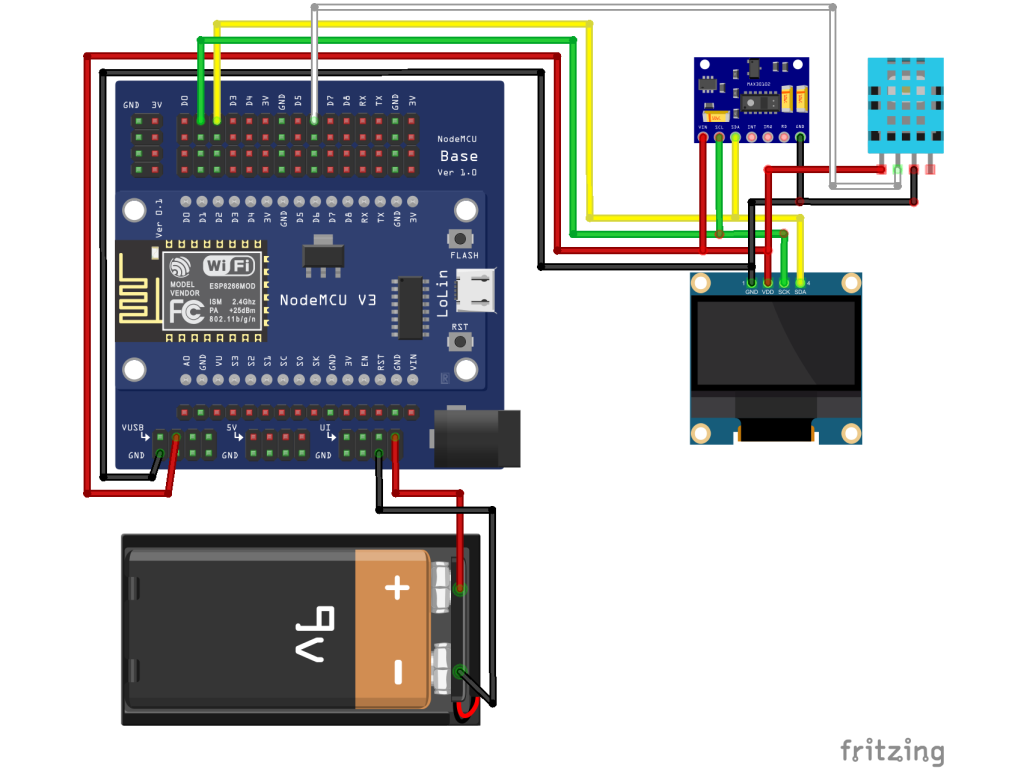 GND 3V D0 D3 D4 3V GND D5 D7 D8 RX TX GND 3V
NodeMCU
Base
Ver 1.0
Ver 0.1
D0 D1 D2 D3 D4 3V GND D5 D6 D7 D8 RX TX GND 3V
FLASH
WiFi
MODEL ESP8266MOD
VENDOR
ISM 2.4Ghz
PA +25dBm
802.11b/g/n
FC
NodeMCU V3
LoLin
RST
A0 GND VU S3 S2 S1 SC S0 SK GND 3V EN RST GND VIN
VUSB 5V UI
GND GND GND
MAX30102
VIN SCL SDA INT IRD RD GND
1 GND VDD SCK SDA 4
+
9V
-
fritzing